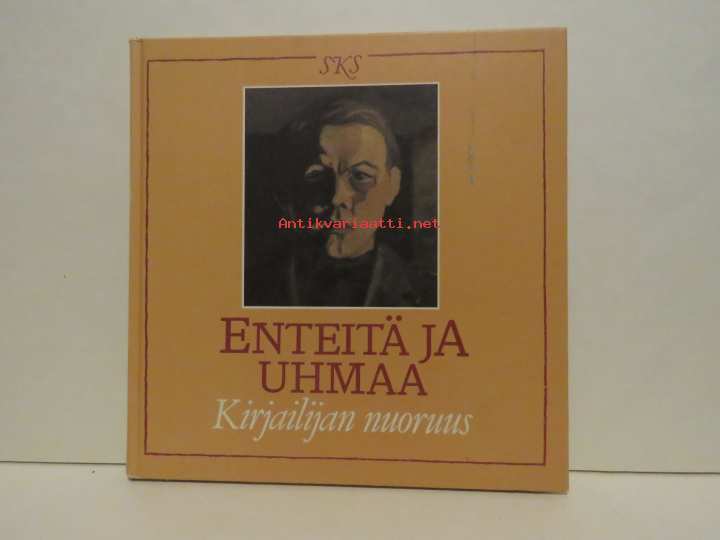 SKS
Antikvariaatti.net
ENTEITÄ JA
UHMAA
Kirjailijan nuoruus